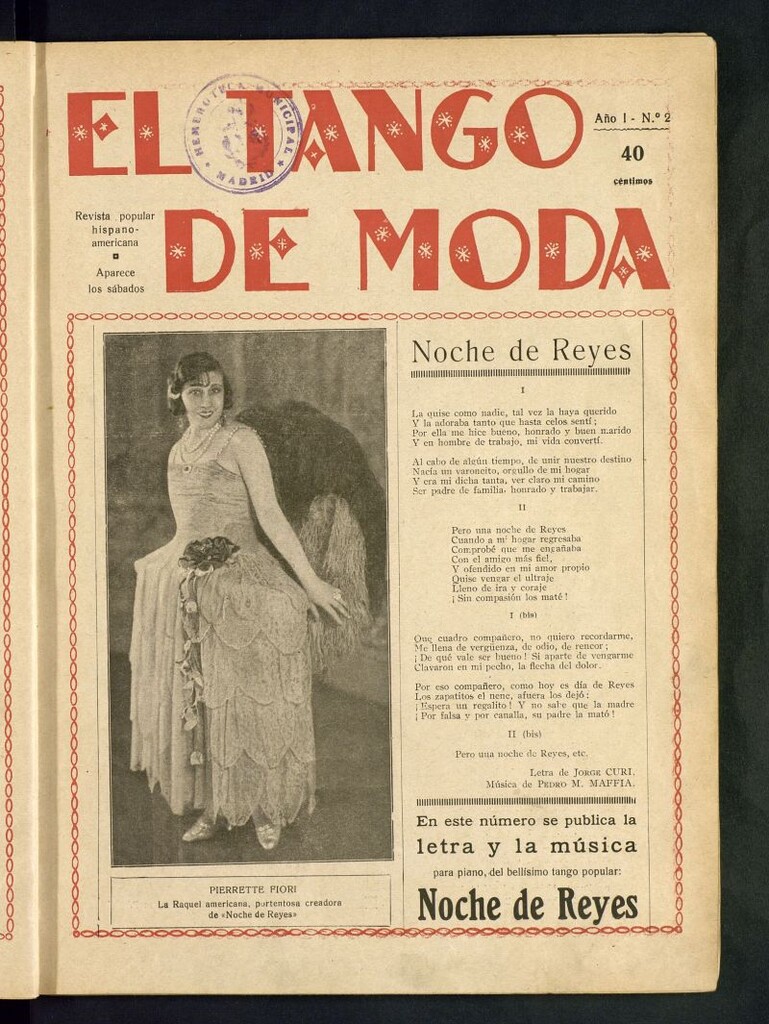 EL TANGO
DE MODA
HEMEROTECA MUNICIPAL
MADRID
Año I - N.º 2
40
céntimos
Revista popular
hispano-
americana
Aparece
los sábados
Noche de Reyes
I
La quise como nadie, tal vez la haya querido
Y la adoraba tanto que hasta celos sentí;
Por ella me hice bueno, honrado y buen marido
Y en hombre de trabajo, mi vida convertí.
Al cabo de algún tiempo, de unir nuestro destino
Nacía un varoncito, orgullo de mi hogar
Y era mi dicha tanta, ver claro mi camino
Ser padre de familia, honrado y trabajar.
II
Pero una noche de Reyes
Cuando a mi hogar regresaba
Comprobé que me engañaba
Con el amigo más fiel,
Y ofendido en mi amor propio
Quise vengar el ultraje
Lleno de ira y coraje
¡Sin compasión los maté!
I (bis)
Que cuadro compañero, no quiero recordarme,
Me llena de vergüenza, de odio, de rencor;
¡De qué vale ser bueno! Si aparte de vengarme
Clavaron en mi pecho, la flecha del dolor.
Por eso compañero, como hoy es día de Reyes
Los zapatitos el nene, afuera los dejó;
¡Espera un regalito! Y no sabe que la madre
¡Por falsa y por canalla, su padre la mató!
II (bis)
Pero una noche de Reyes, etc.
Letra de JORGE CURI.
Música de PEDRO M. MAFFIA.
En este número se publica la
letra y la música
para piano, del bellísimo tango popular:
Noche de Reyes
PIERRETTE FIORI
La Raquel americana, portentosa creadora
de «Noche de Reyes»